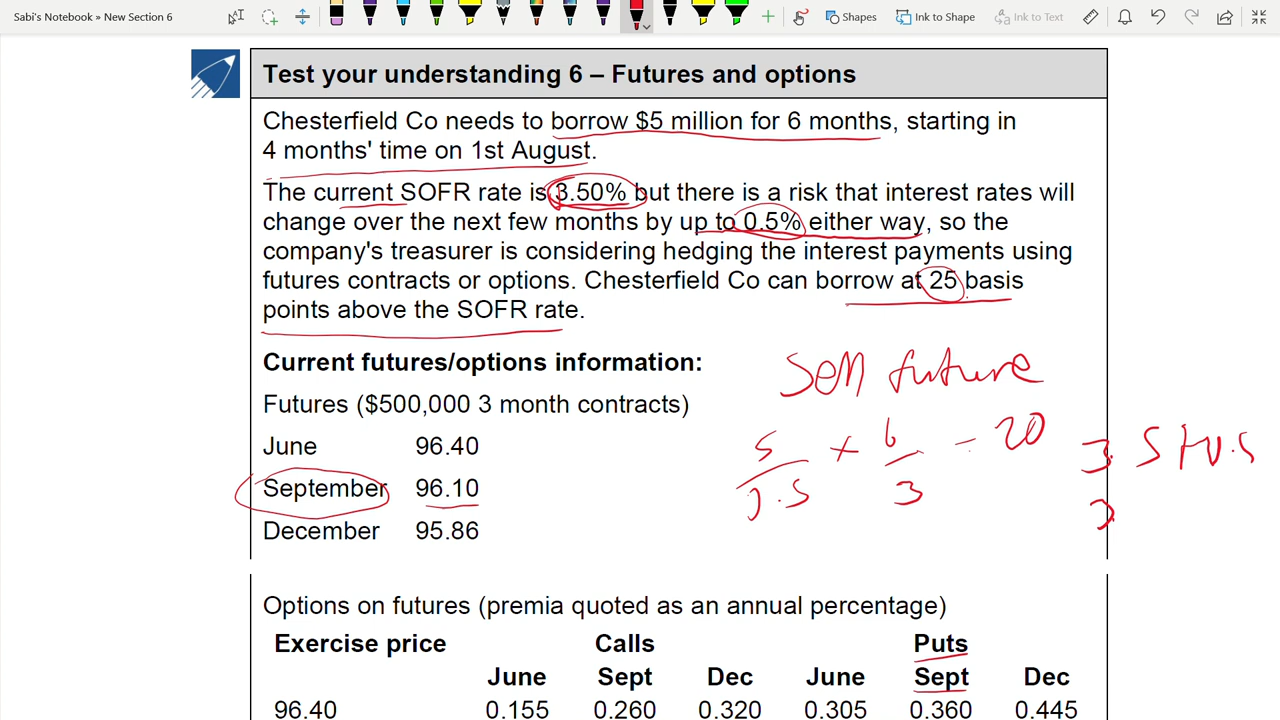 Sabi's Notebook » New Section 6
Shapes
Ink to Shape
Ink to Text
Test your understanding 6 – Futures and options
Chesterfield Co needs to borrow $5 million for 6 months, starting in
4 months' time on 1st August.
The current SOFR rate is 3.50% but there is a risk that interest rates will
change over the next few months by up to 0.5% either way, so the
company's treasurer is considering hedging the interest payments using
futures contracts or options. Chesterfield Co can borrow at 25 basis
points above the SOFR rate.
Current futures/options information:
Futures ($500,000 3 month contracts)
June 96.40
September 96.10
December 95.86
Sell future
5 6
= 20
3
3.5 + 0.5
Options on futures (premia quoted as an annual percentage)
Exercise price Calls Puts
June Sept Dec June Sept Dec
96.40 0.155 0.260 0.320 0.305 0.360 0.445